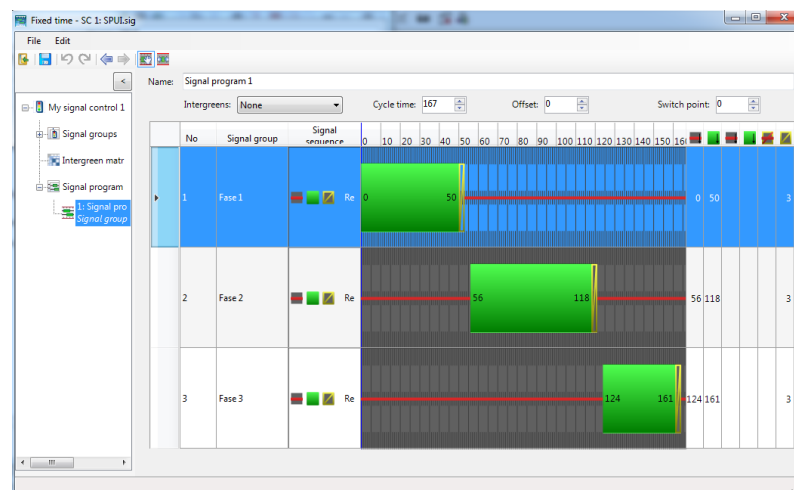 Fixed time - SC 1: SPUI.sig
File Edit
< Name: Signal program 1
My signal control 1
Intergreens: None Cycle time: 167 Offset: 0 Switch point: 0
Signal groups
Intergreen matr
Signal program
1: Signal pro
Signal group
No Signal group Signal sequence 0 10 20 30 40 50 60 70 80 90 100 110 120 130 140 150 16
1 Fase 1 Re 0 50 0 50 3
2 Fase 2 Re 56 118 56 118 3
3 Fase 3 Re 124 161 124 161 3